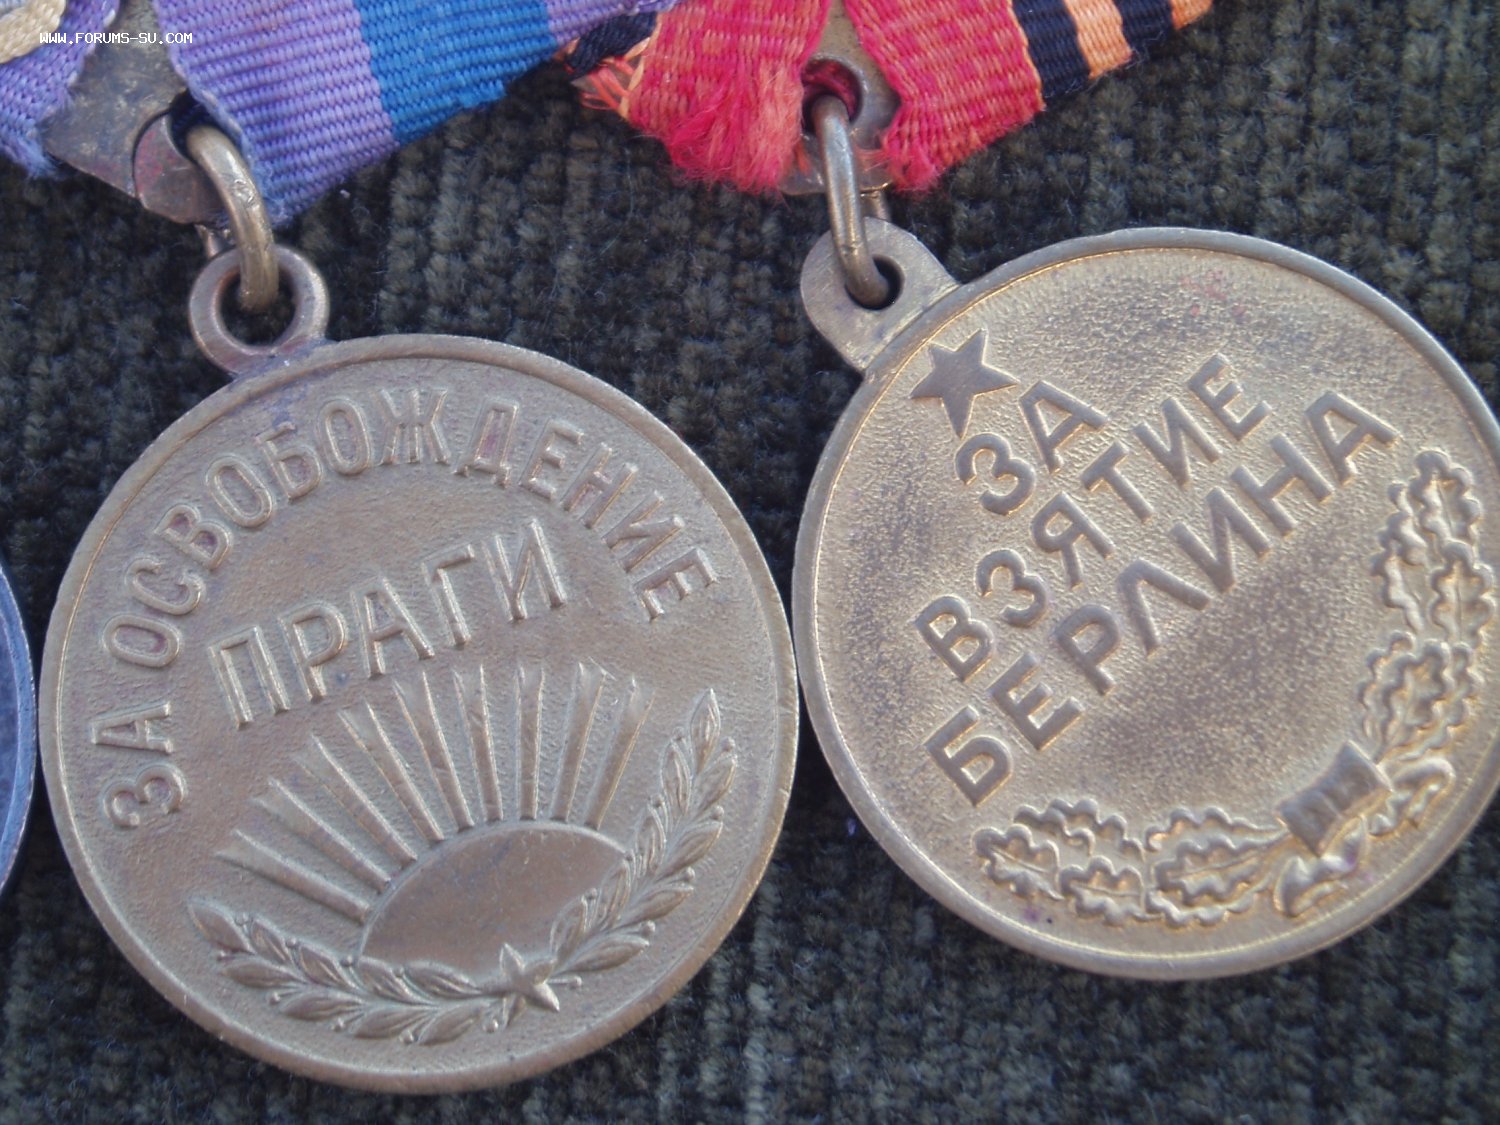 WWW.FORUMS-SU.COM
ЗА ОСВОБОЖДЕНИЕ
ПРАГИ
ЗА
ВЗЯТИЕ
БЕРЛИНА